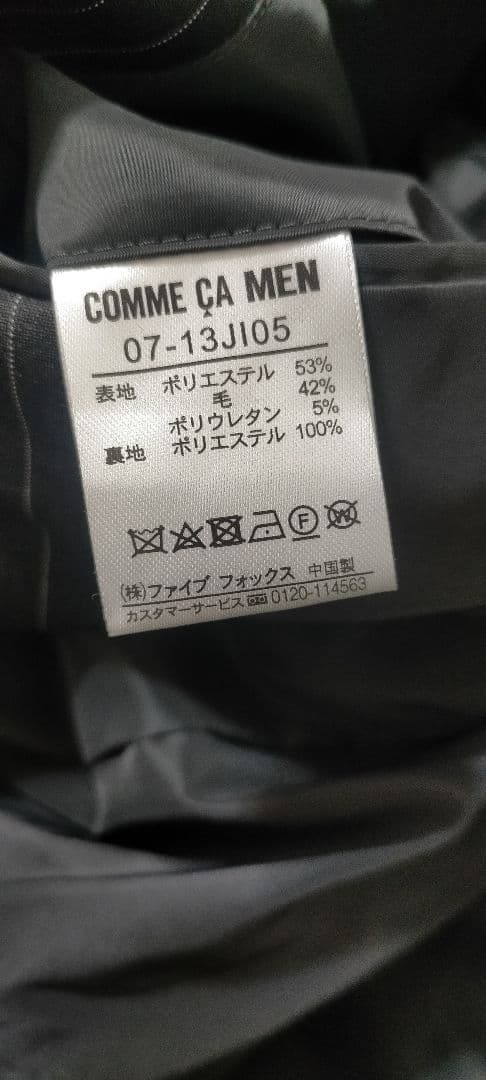 COMME ÇA MEN
07-13JI05
表地 ポリエステル 53%
毛 42%
ポリウレタン 5%
裏地 ポリエステル 100%
F W
(株)ファイブ フォックス 中国製
カスタマーサービス 0120-114563